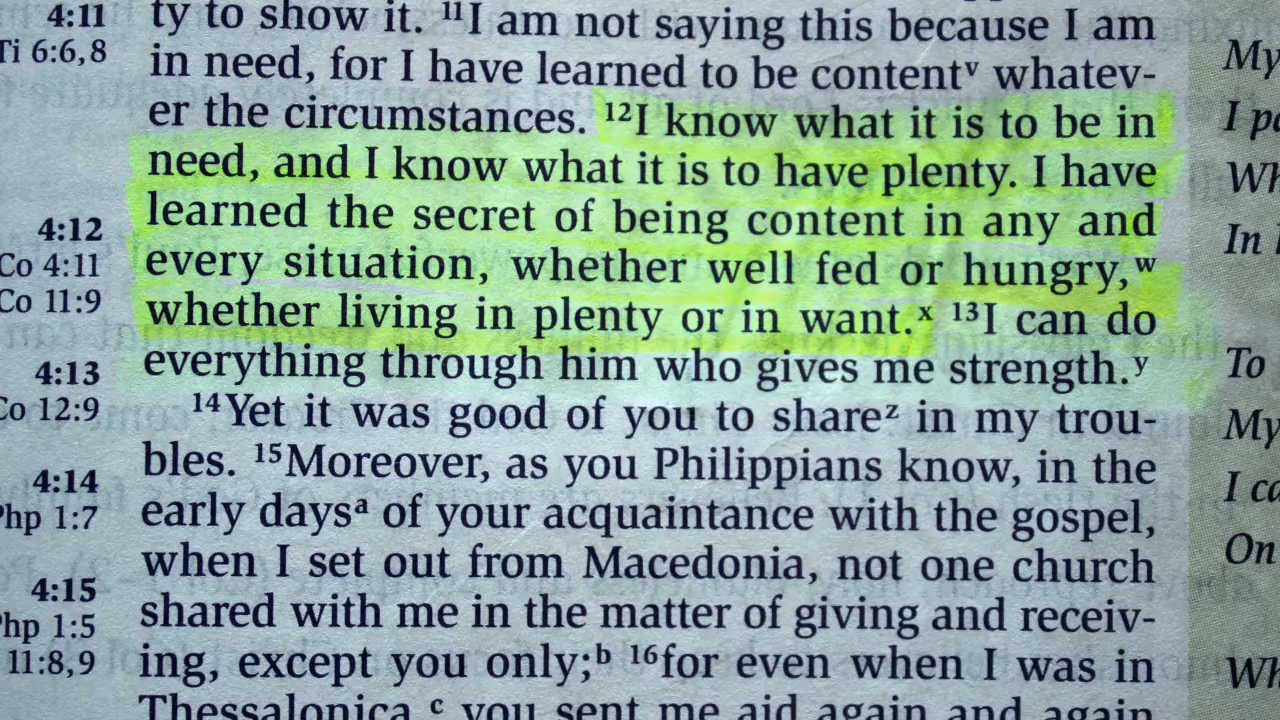 4:11
Ti 6:6,8
4:12
Co 4:11
Co 11:9
4:13
Co 12:9
4:14
Php 1:7
4:15
Php 1:5
11:8,9
ty to show it. ¹¹I am not saying this because I am
in need, for I have learned to be contentᵛ whatev-
er the circumstances. ¹²I know what it is to be in
need, and I know what it is to have plenty. I have
learned the secret of being content in any and
every situation, whether well fed or hungry,ʷ
whether living in plenty or in want.ˣ ¹³I can do
everything through him who gives me strength.ʸ
¹⁴Yet it was good of you to shareᶻ in my trou-
bles. ¹⁵Moreover, as you Philippians know, in the
early daysᵃ of your acquaintance with the gospel,
when I set out from Macedonia, not one church
shared with me in the matter of giving and receiv-
ing, except you only;ᵇ ¹⁶for even when I was in
Thessalonica,ᶜ you sent me aid again and again
My
I
Wh
In
To
My
I ca
On
Wh